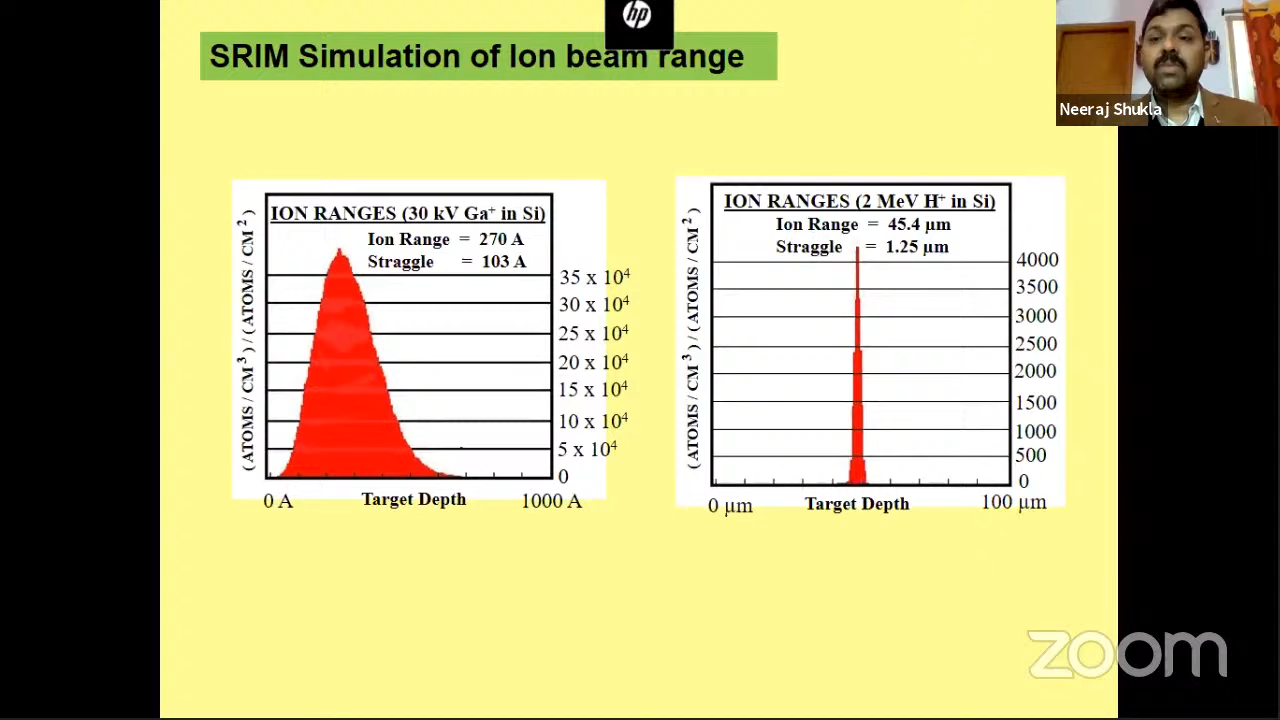 hp
SRIM Simulation of Ion beam range
Neeraj Shukla
ION RANGES (30 kV Ga⁺ in Si)
Ion Range = 270 A
Straggle = 103 A
(ATOMS / CM³) / (ATOMS / CM²)
35 x 10⁴
30 x 10⁴
25 x 10⁴
20 x 10⁴
15 x 10⁴
10 x 10⁴
5 x 10⁴
0
0 A
Target Depth
1000 A
ION RANGES (2 MeV H⁺ in Si)
Ion Range = 45.4 µm
Straggle = 1.25 µm
(ATOMS / CM³) / (ATOMS / CM²)
4000
3500
3000
2500
2000
1500
1000
500
0
0 µm
Target Depth
100 µm
zoom